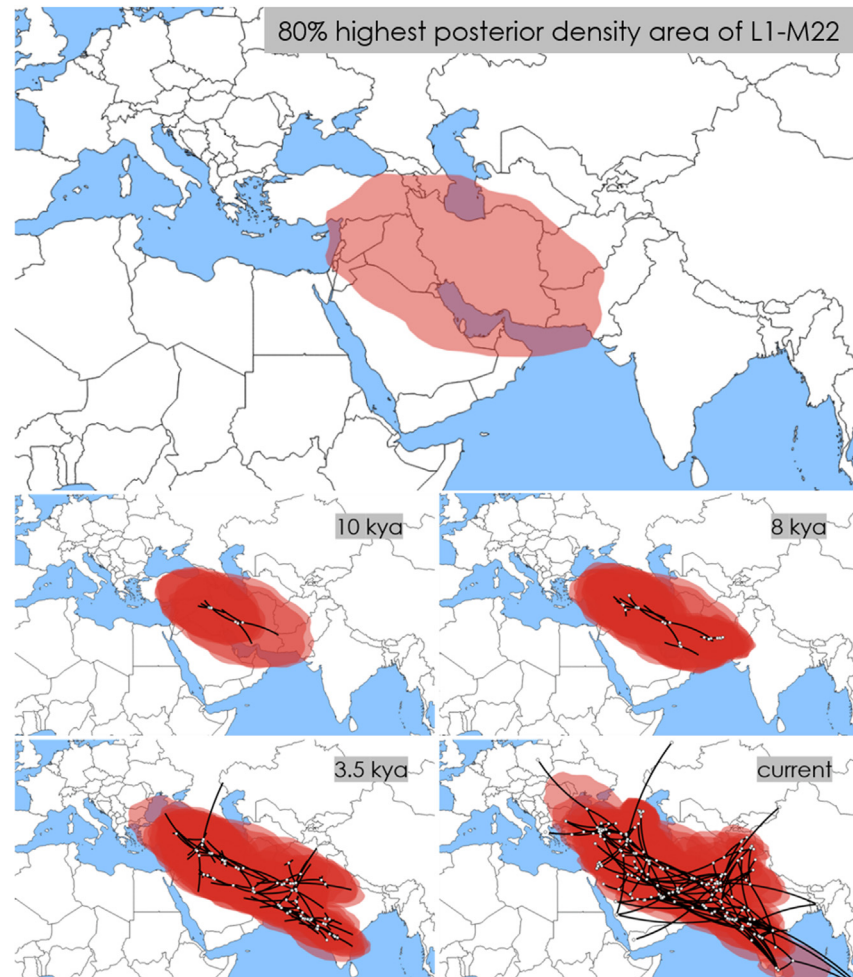 80% highest posterior density area of L1-M22
10 kya
8 kya
3.5 kya
current